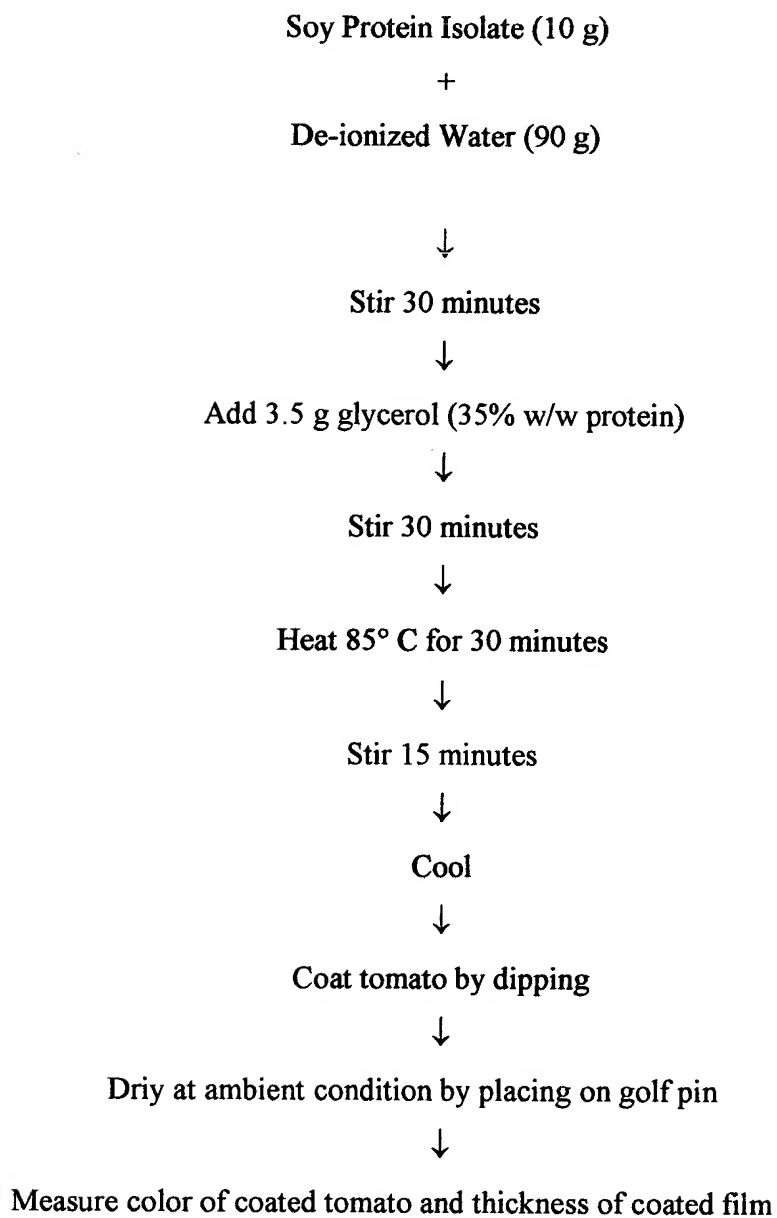 Soy Protein Isolate (10 g)
+
De-ionized Water (90 g)
↓
Stir 30 minutes
↓
Add 3.5 g glycerol (35% w/w protein)
↓
Stir 30 minutes
↓
Heat 85° C for 30 minutes
↓
Stir 15 minutes
↓
Cool
↓
Coat tomato by dipping
↓
Driy at ambient condition by placing on golf pin
↓
Measure color of coated tomato and thickness of coated film